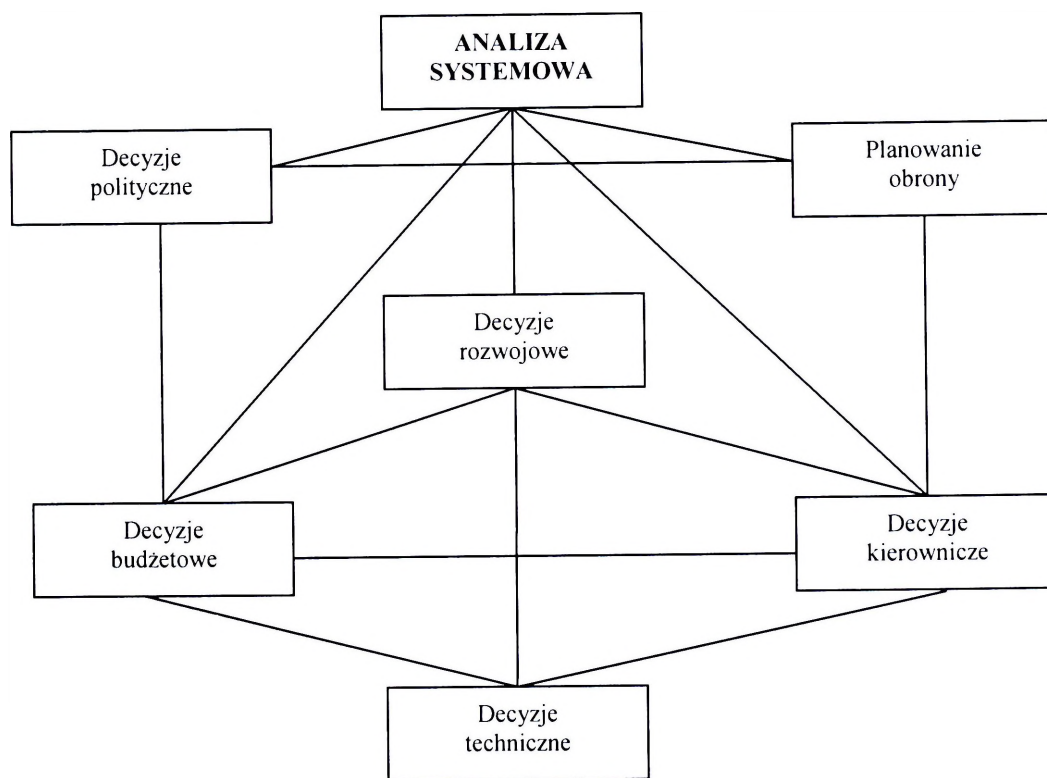 ANALIZA
SYSTEMOWA
Decyzje
polityczne
Planowanie
obrony
Decyzje
rozwojowe
Decyzje
budżetowe
Decyzje
kierownicze
Decyzje
techniczne